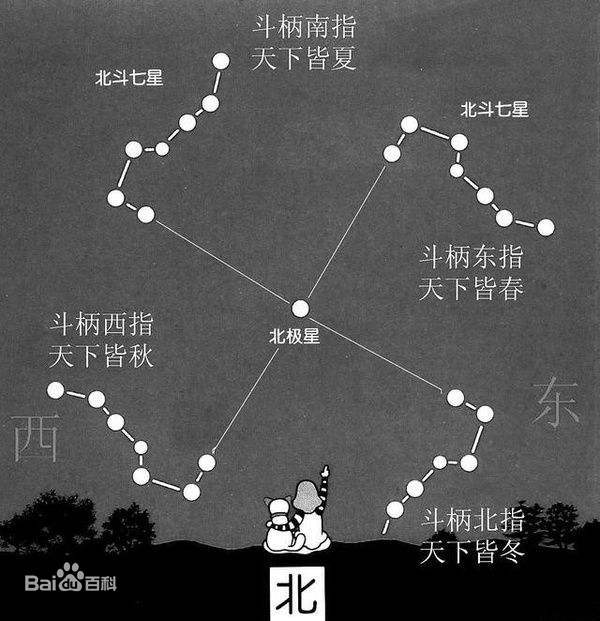 斗柄南指
天下皆夏
北斗七星
北斗七星
斗柄东指
天下皆春
北极星
斗柄西指
天下皆秋
西
东
斗柄北指
天下皆冬
Bai百科
北